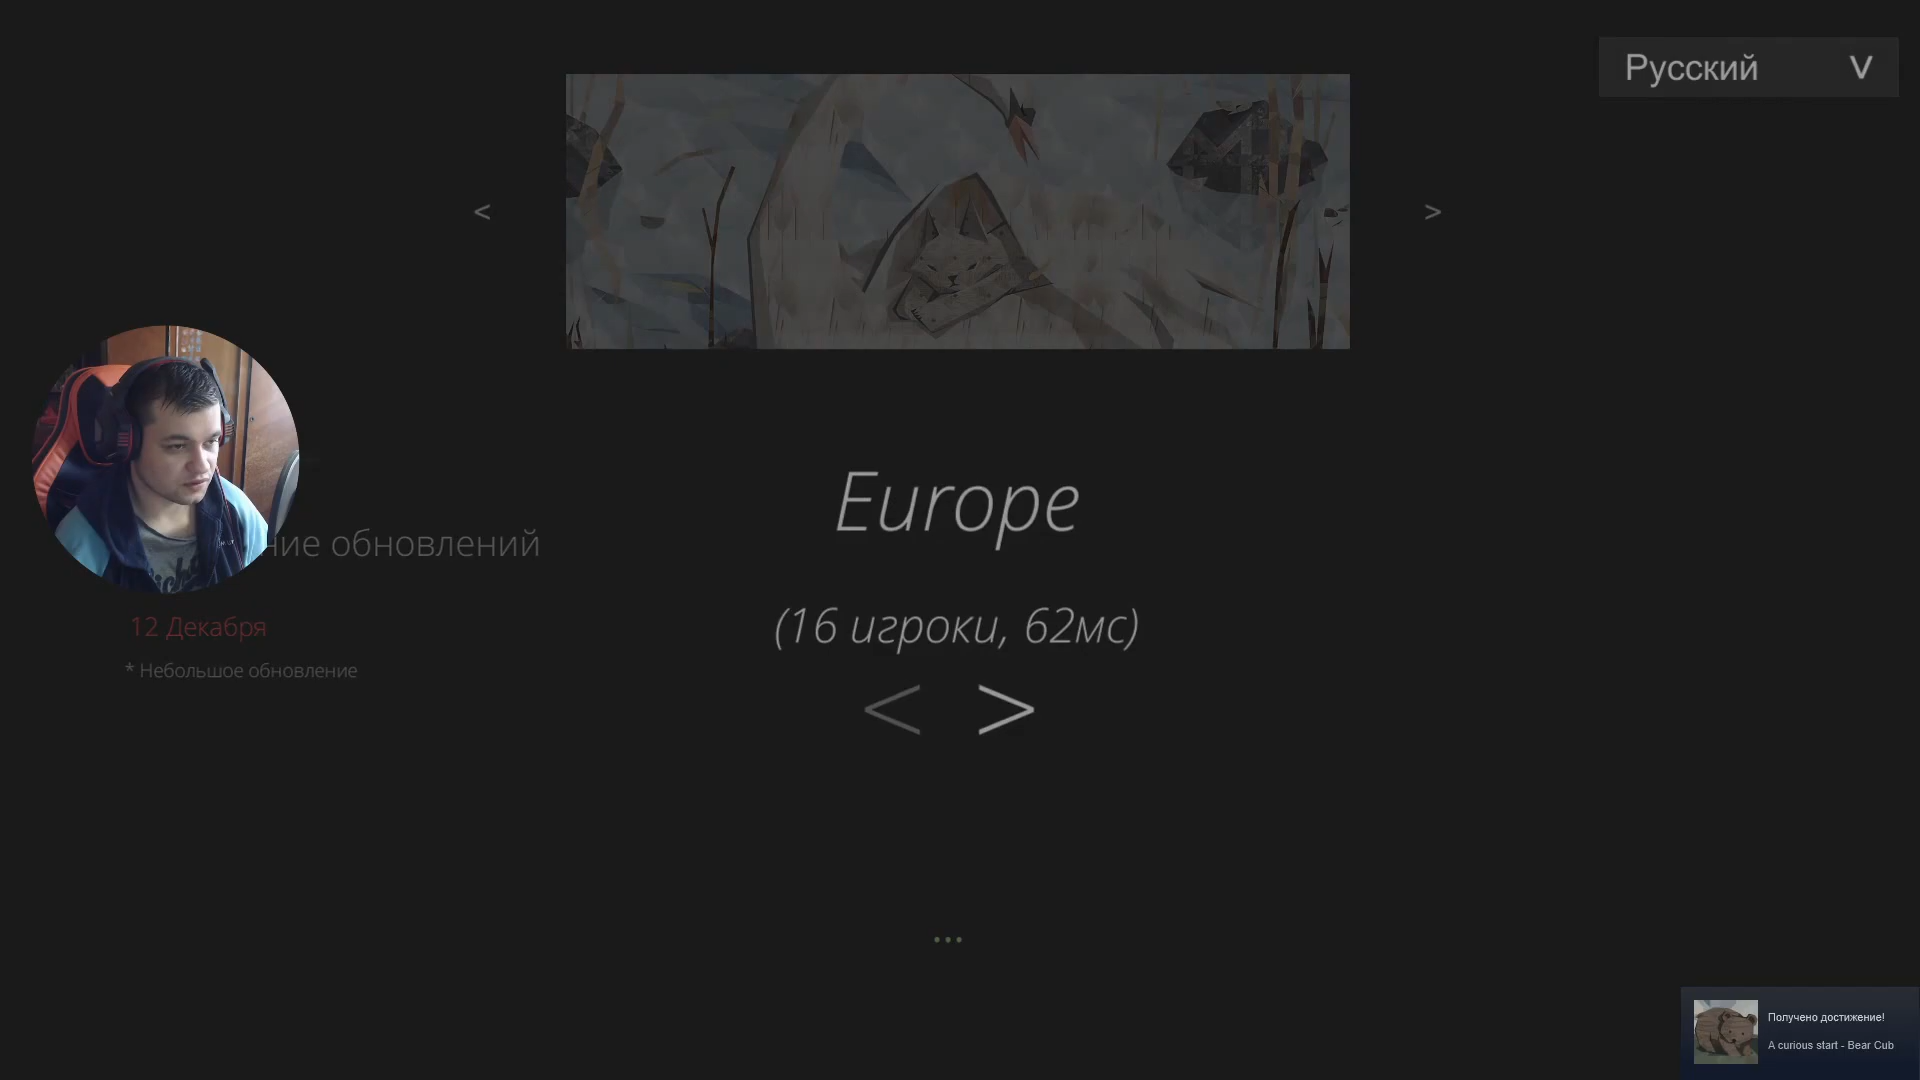 Русский V
< >
Europe
ние обновлений
(16 игроки, 62мс)
12 Декабря
* Небольшое обновление
< >
...
Получено достижение!
A curious start - Bear Cub